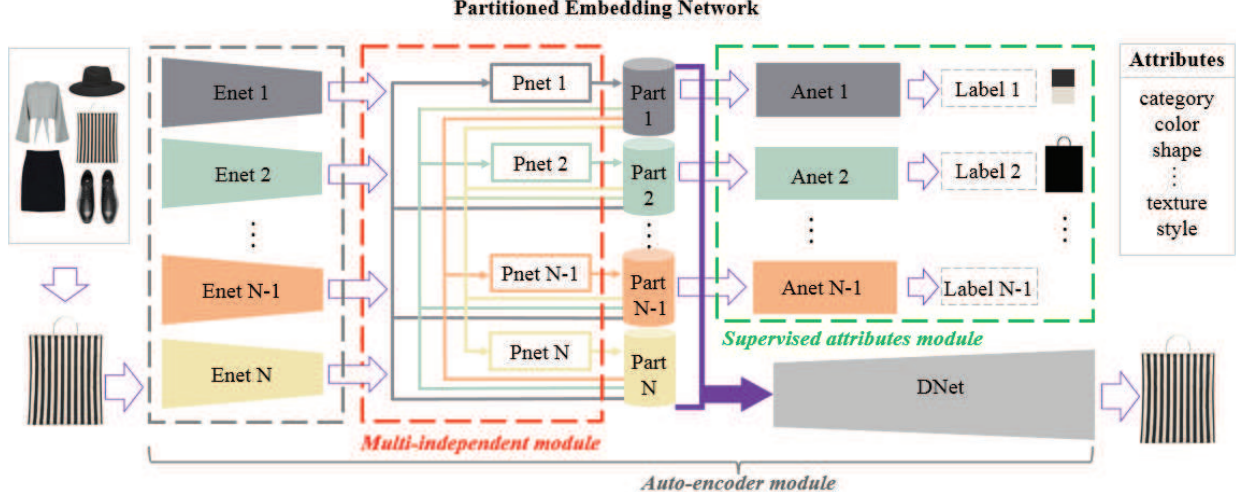 Partitioned Embedding Network
Enet 1
Enet 2
⋮
Enet N-1
Enet N
Pnet 1
Pnet 2
Pnet N-1
Pnet N
Multi-independent module
Part
1
Part
2
⋮
Part
N-1
Part
N
Anet 1
Anet 2
⋮
Anet N-1
Label 1
Label 2
⋮
Label N-1
Supervised attributes module
DNet
Auto-encoder module
Attributes
category
color
shape
⋮
texture
style